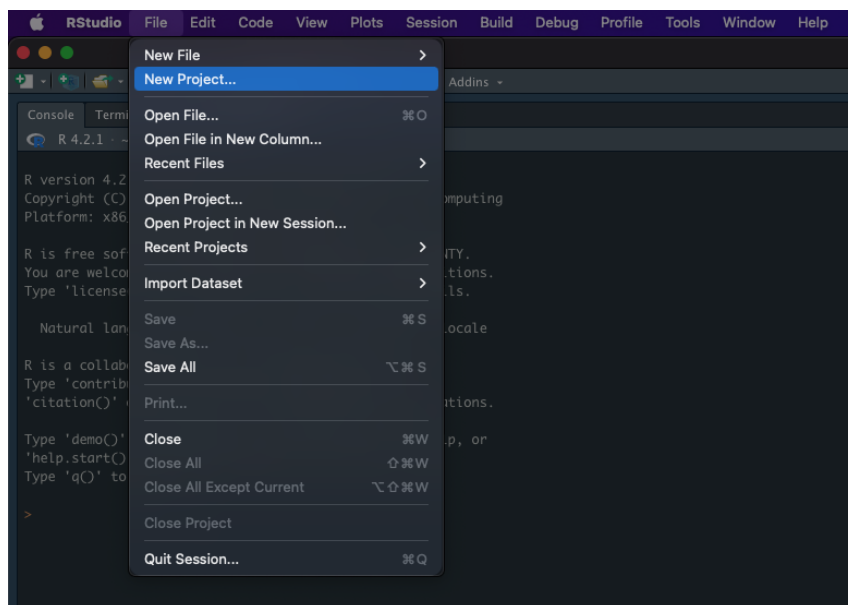 RStudio File Edit Code View Plots Session Build Debug Profile Tools Window Help
Addins
Console
R 4.2.1 · ~
R version 4.2
Copyright (C)
omputing
Platform: x86
R is free sof
NTY.
You are welco
tions.
Type 'license
ls.
Natural lan
ocale
R is a collab
Type 'contrib
'citation()'
ations.
Type 'demo()'
lp, or
'help.start()
Type 'q()' to
>
New File
New Project...
Open File... ⌘O
Open File in New Column...
Recent Files
Open Project...
Open Project in New Session...
Recent Projects
Import Dataset
Save ⌘S
Save As...
Save All ⌥⌘S
Print...
Close ⌘W
Close All ⇧⌘W
Close All Except Current ⌥⇧⌘W
Close Project
Quit Session... ⌘Q